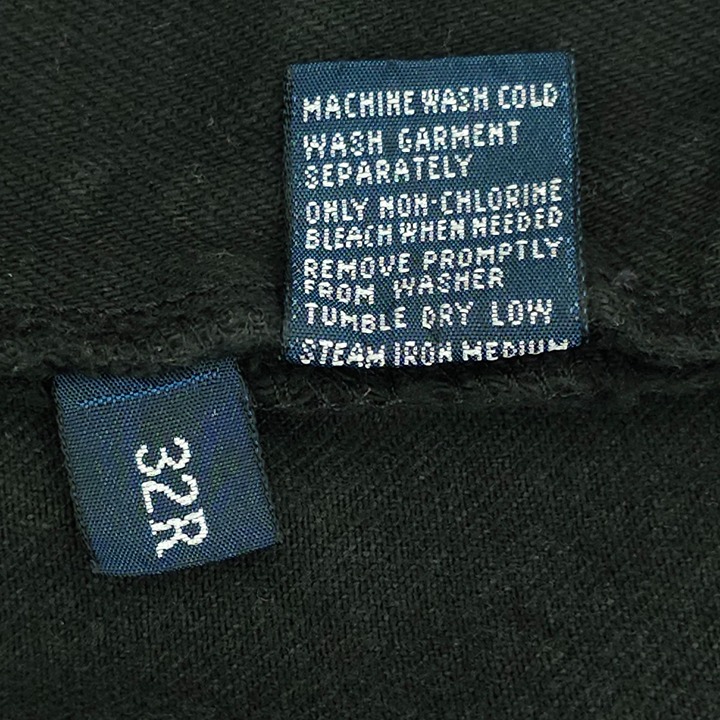 MACHINE WASH COLD
WASH GARMENT
SEPARATELY
ONLY NON-CHLORINE
BLEACH WHEN NEEDED
REMOVE PROMPTLY
FROM WASHER
TUMBLE DRY LOW
STEAM IRON MEDIUM
32R